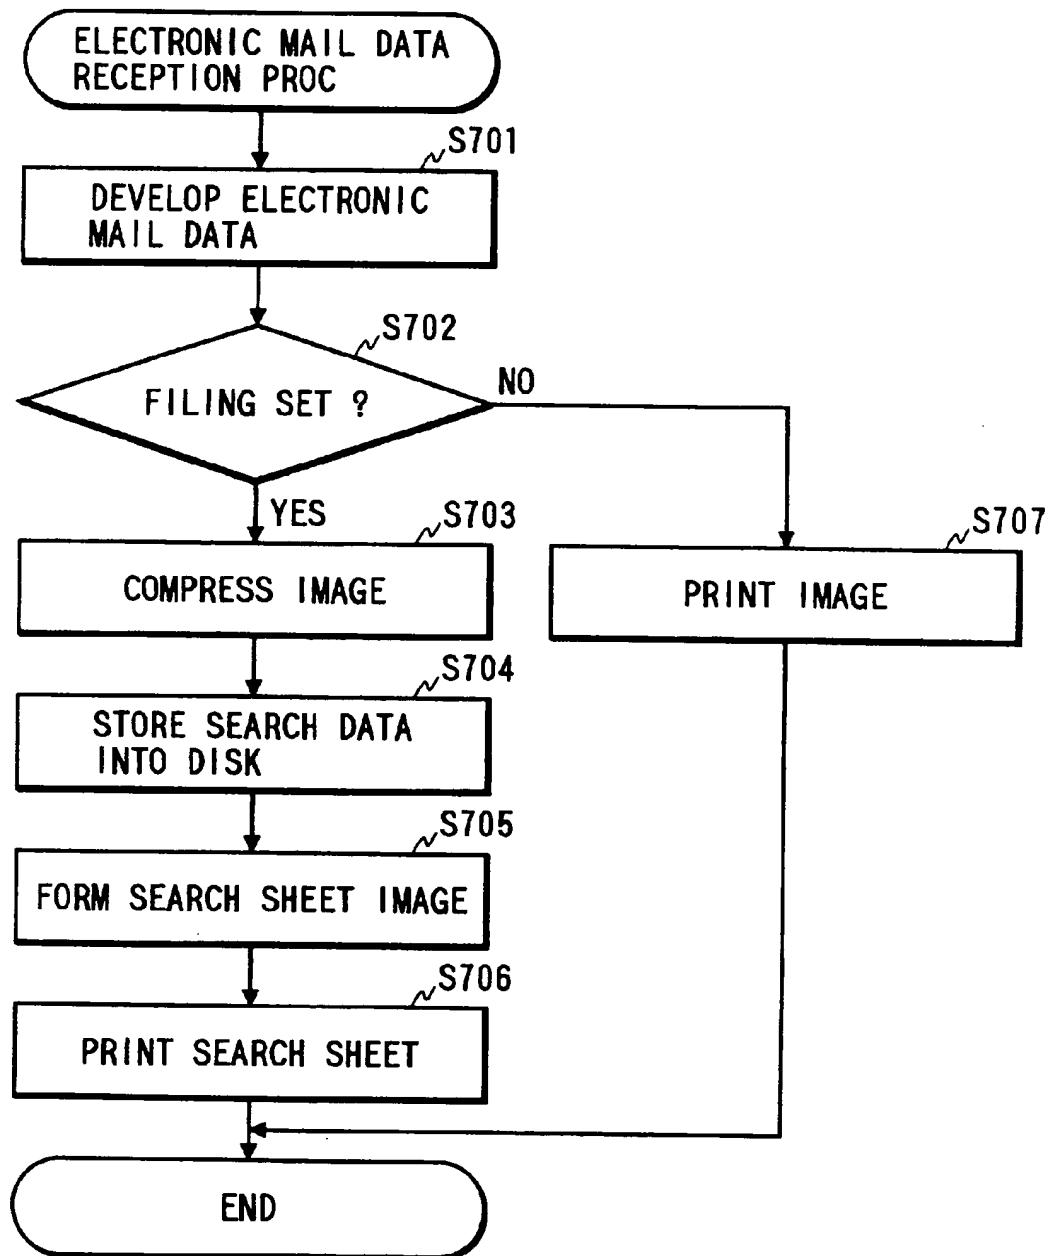 ELECTRONIC MAIL DATA
RECEPTION PROC
S701
DEVELOP ELECTRONIC
MAIL DATA
S702
FILING SET ?
NO
YES
S703
COMPRESS IMAGE
S707
PRINT IMAGE
S704
STORE SEARCH DATA
INTO DISK
S705
FORM SEARCH SHEET IMAGE
S706
PRINT SEARCH SHEET
END